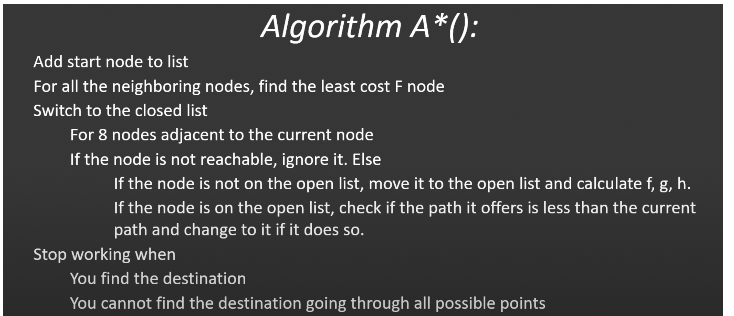 Algorithm A*():
Add start node to list
For all the neighboring nodes, find the least cost F node
Switch to the closed list
For 8 nodes adjacent to the current node
If the node is not reachable, ignore it. Else
If the node is not on the open list, move it to the open list and calculate f, g, h.
If the node is on the open list, check if the path it offers is less than the current
path and change to it if it does so.
Stop working when
You find the destination
You cannot find the destination going through all possible points